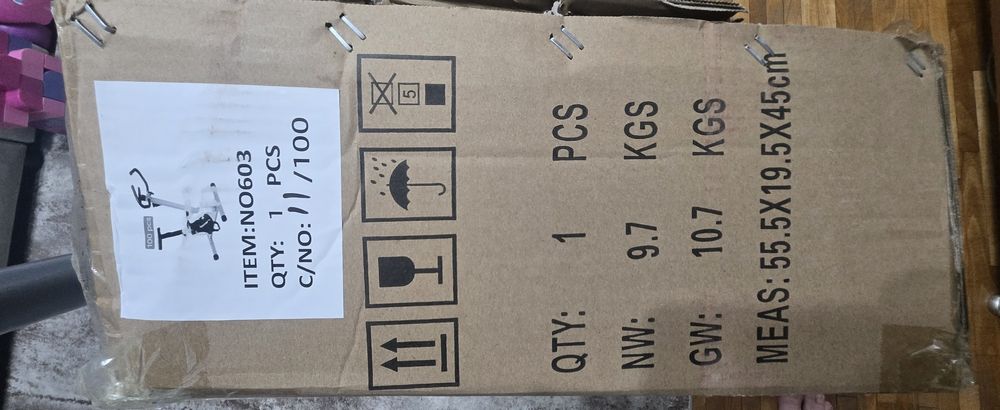 100 pcs
ITEM:NO603
QTY: 1 PCS
C/NO: 11/100
5
QTY: 1 PCS
NW: 9.7 KGS
GW: 10.7 KGS
MEAS: 55.5X19.5X45cm